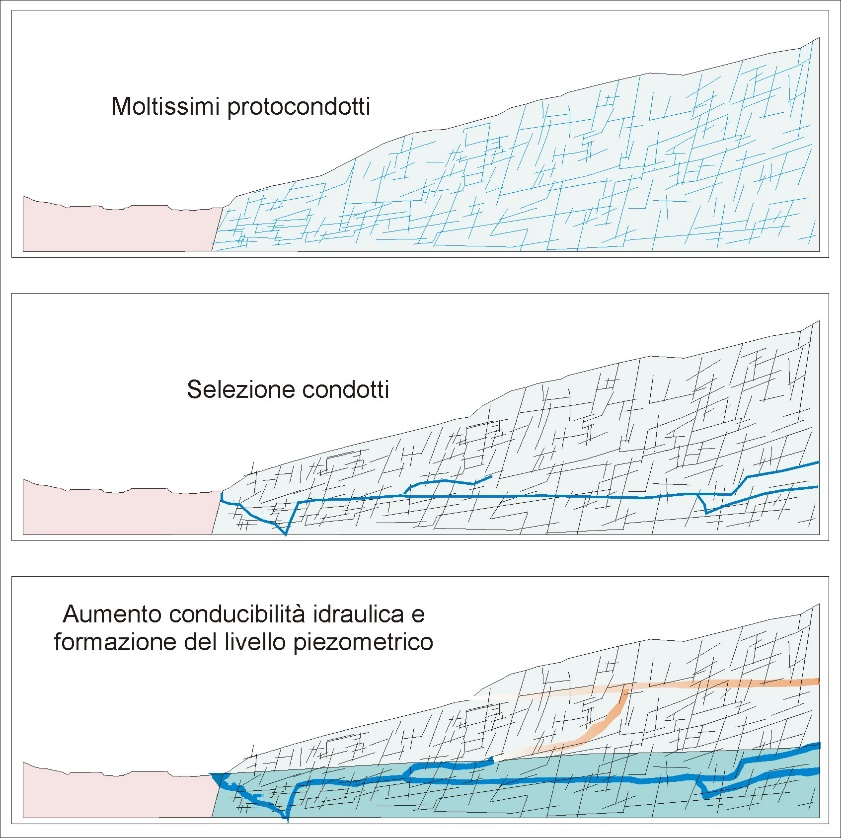 Moltissimi protocondotti
Selezione condotti
Aumento conducibilità idraulica e
formazione del livello piezometrico